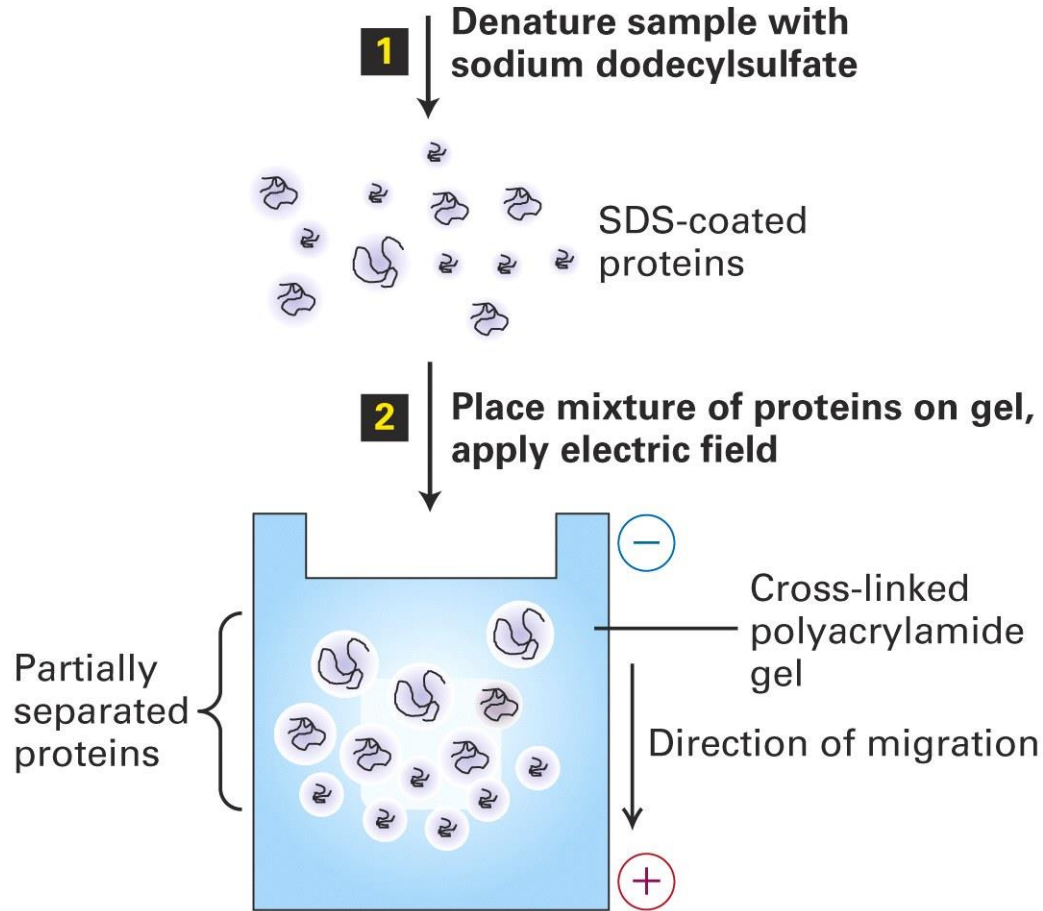 1
Denature sample with
sodium dodecylsulfate
SDS-coated
proteins
2
Place mixture of proteins on gel,
apply electric field
−
Cross-linked
polyacrylamide
gel
Partially
separated
proteins
Direction of migration
+